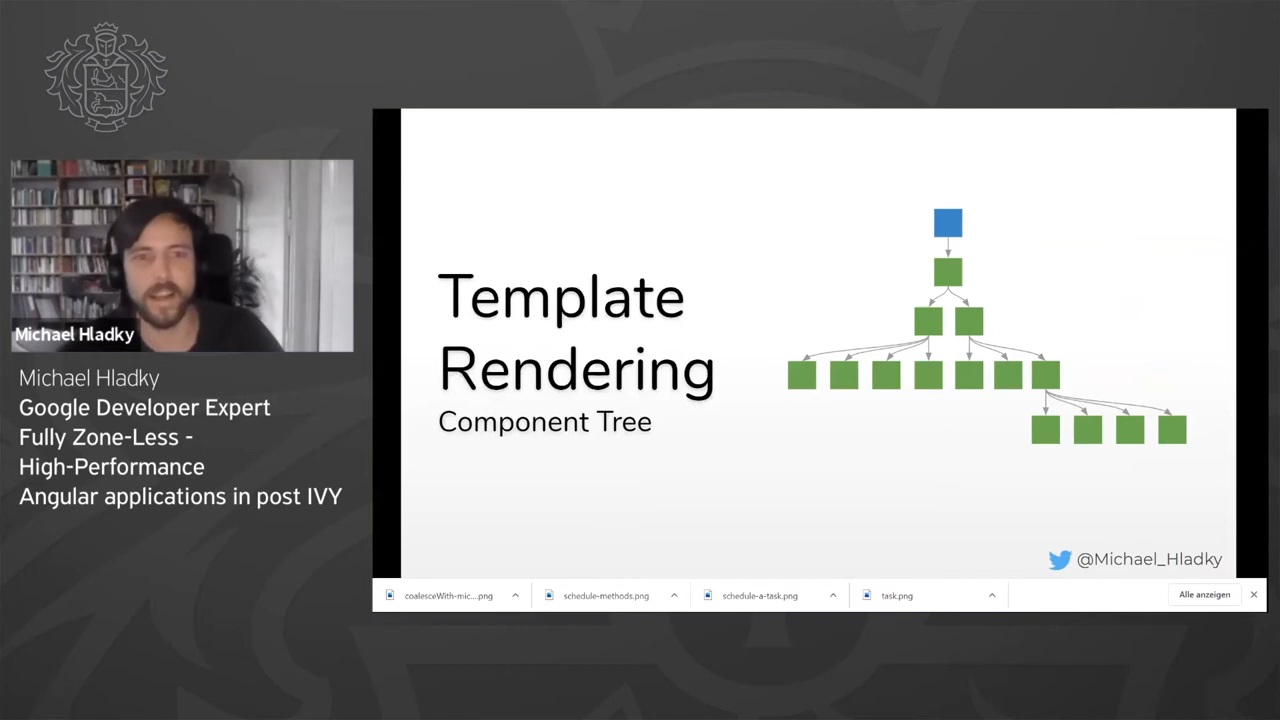 Michael Hladky
Michael Hladky
Google Developer Expert
Fully Zone-Less -
High-Performance
Angular applications in post IVY
Template
Rendering
Component Tree
@Michael_Hladky
coalesceWith-mic...png
schedule-methods.png
schedule-a-task.png
task.png
Alle anzeigen